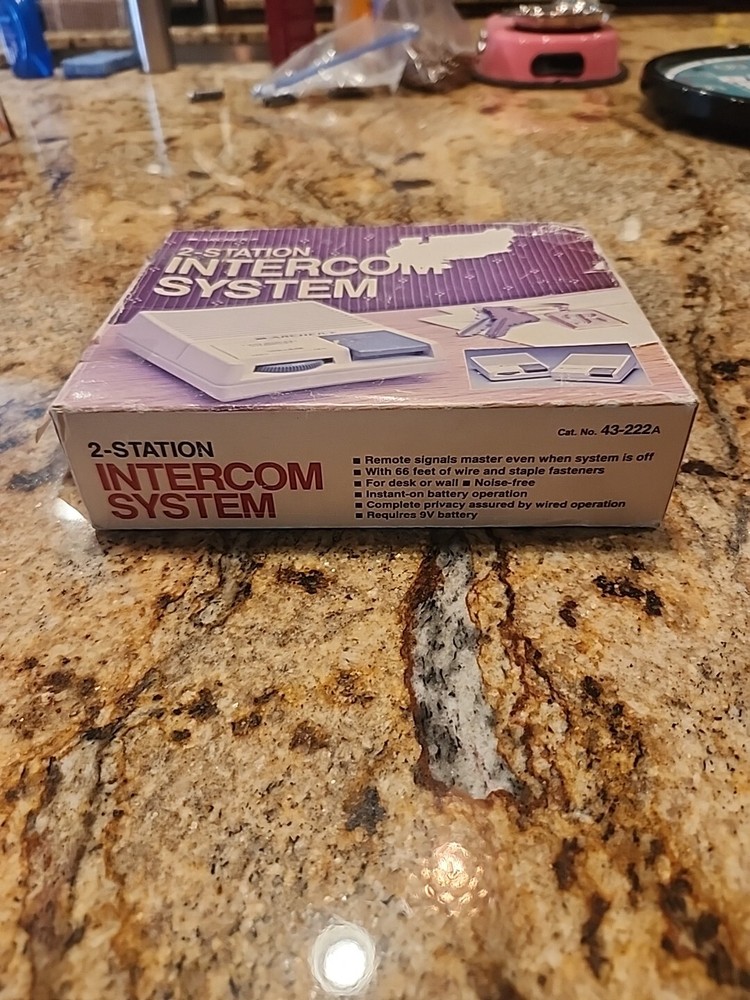 2-STATION
INTERCOM
SYSTEM
2-STATION
INTERCOM
SYSTEM
Cat. No. 43-222A
■ Remote signals master even when system is off
■ With 66 feet of wire and staple fasteners
■ For desk or wall ■ Noise-free
■ Instant-on battery operation
■ Complete privacy assured by wired operation
■ Requires 9V battery